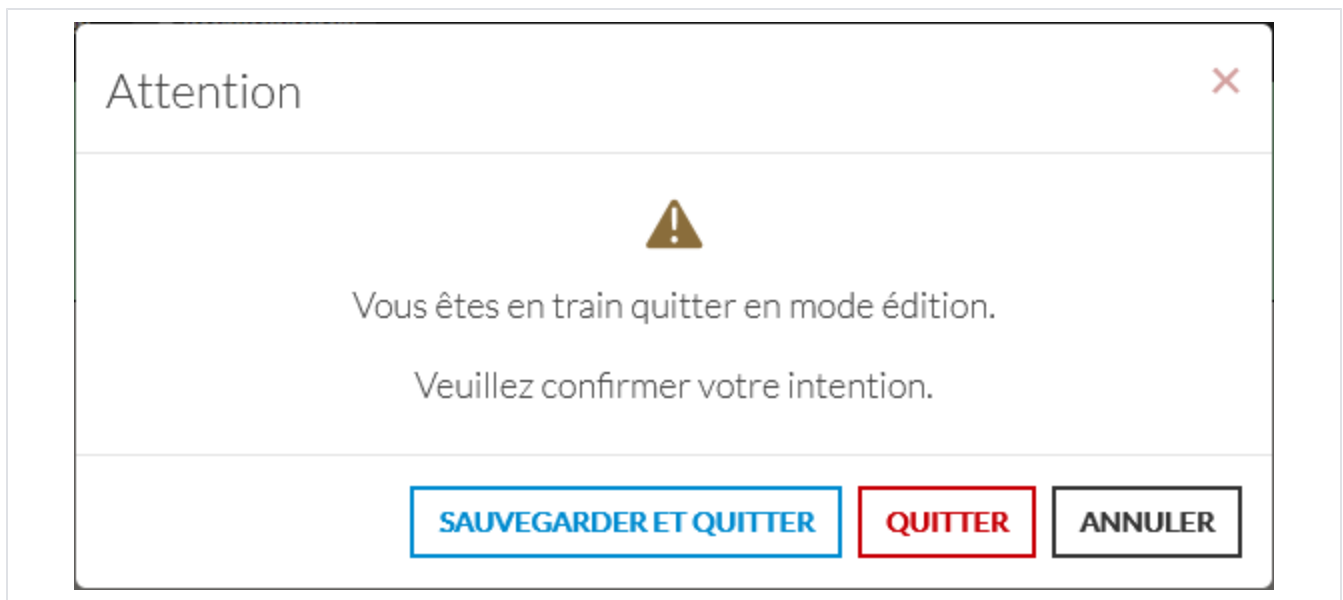 Attention
Vous êtes en train quitter en mode édition.
Veuillez confirmer votre intention.
SAUVEGARDER ET QUITTER QUITTER ANNULER